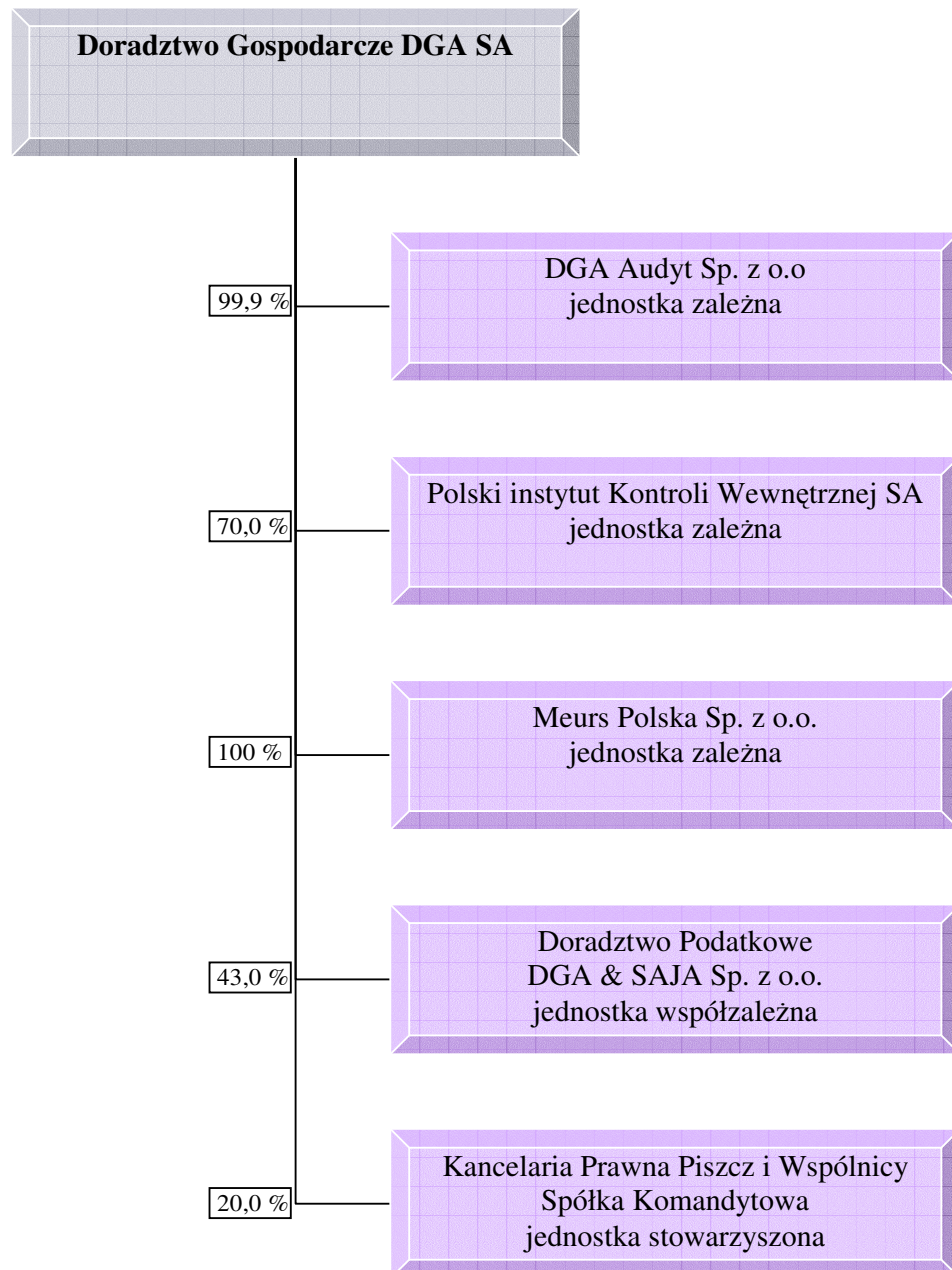 Doradztwo Gospodarcze DGA SA
99,9 %
DGA Audyt Sp. z o.o
jednostka zależna
70,0 %
Polski instytut Kontroli Wewnętrznej SA
jednostka zależna
100 %
Meurs Polska Sp. z o.o.
jednostka zależna
43,0 %
Doradztwo Podatkowe
DGA & SAJA Sp. z o.o.
jednostka współzależna
20,0 %
Kancelaria Prawna Piszcz i Wspólnicy
Spółka Komandytowa
jednostka stowarzyszona